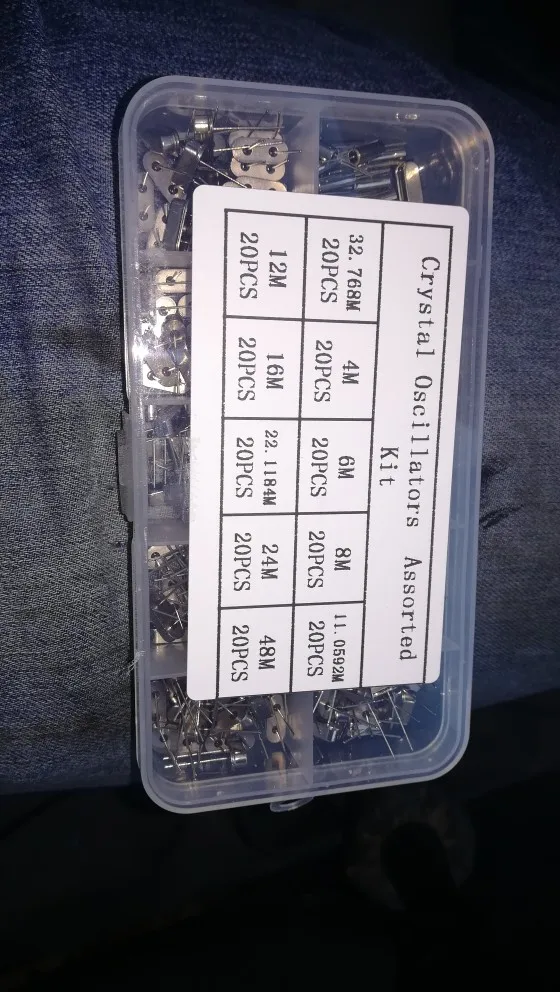 Crystal Oscillators Assorted
Kit
32.768M
20PCS
4M
20PCS
6M
20PCS
8M
20PCS
11.0592M
20PCS
12M
20PCS
16M
20PCS
22.1184M
20PCS
24M
20PCS
48M
20PCS